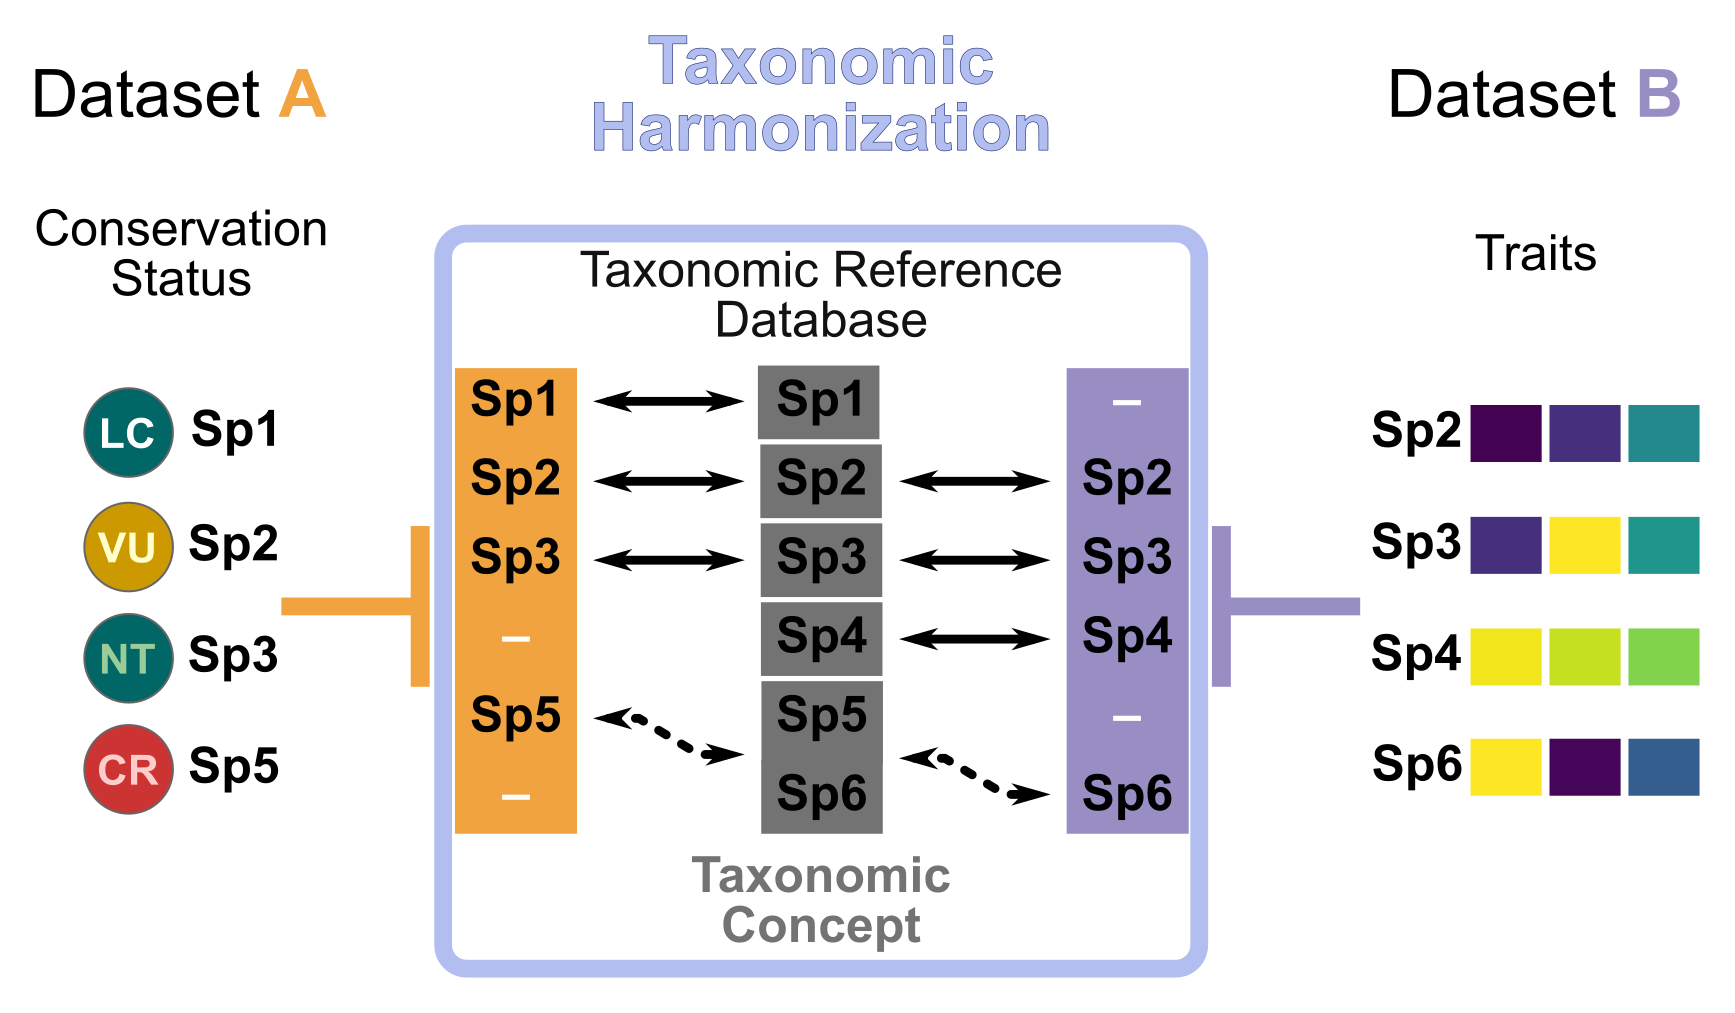 Dataset A
Taxonomic
Harmonization
Dataset B
Conservation
Status
LC Sp1
VU Sp2
NT Sp3
CR Sp5
Taxonomic Reference
Database
Sp1 Sp1 –
Sp2 Sp2 Sp2
Sp3 Sp3 Sp3
– Sp4 Sp4
Sp5 Sp5 –
– Sp6 Sp6
Taxonomic
Concept
Traits
Sp2
Sp3
Sp4
Sp6